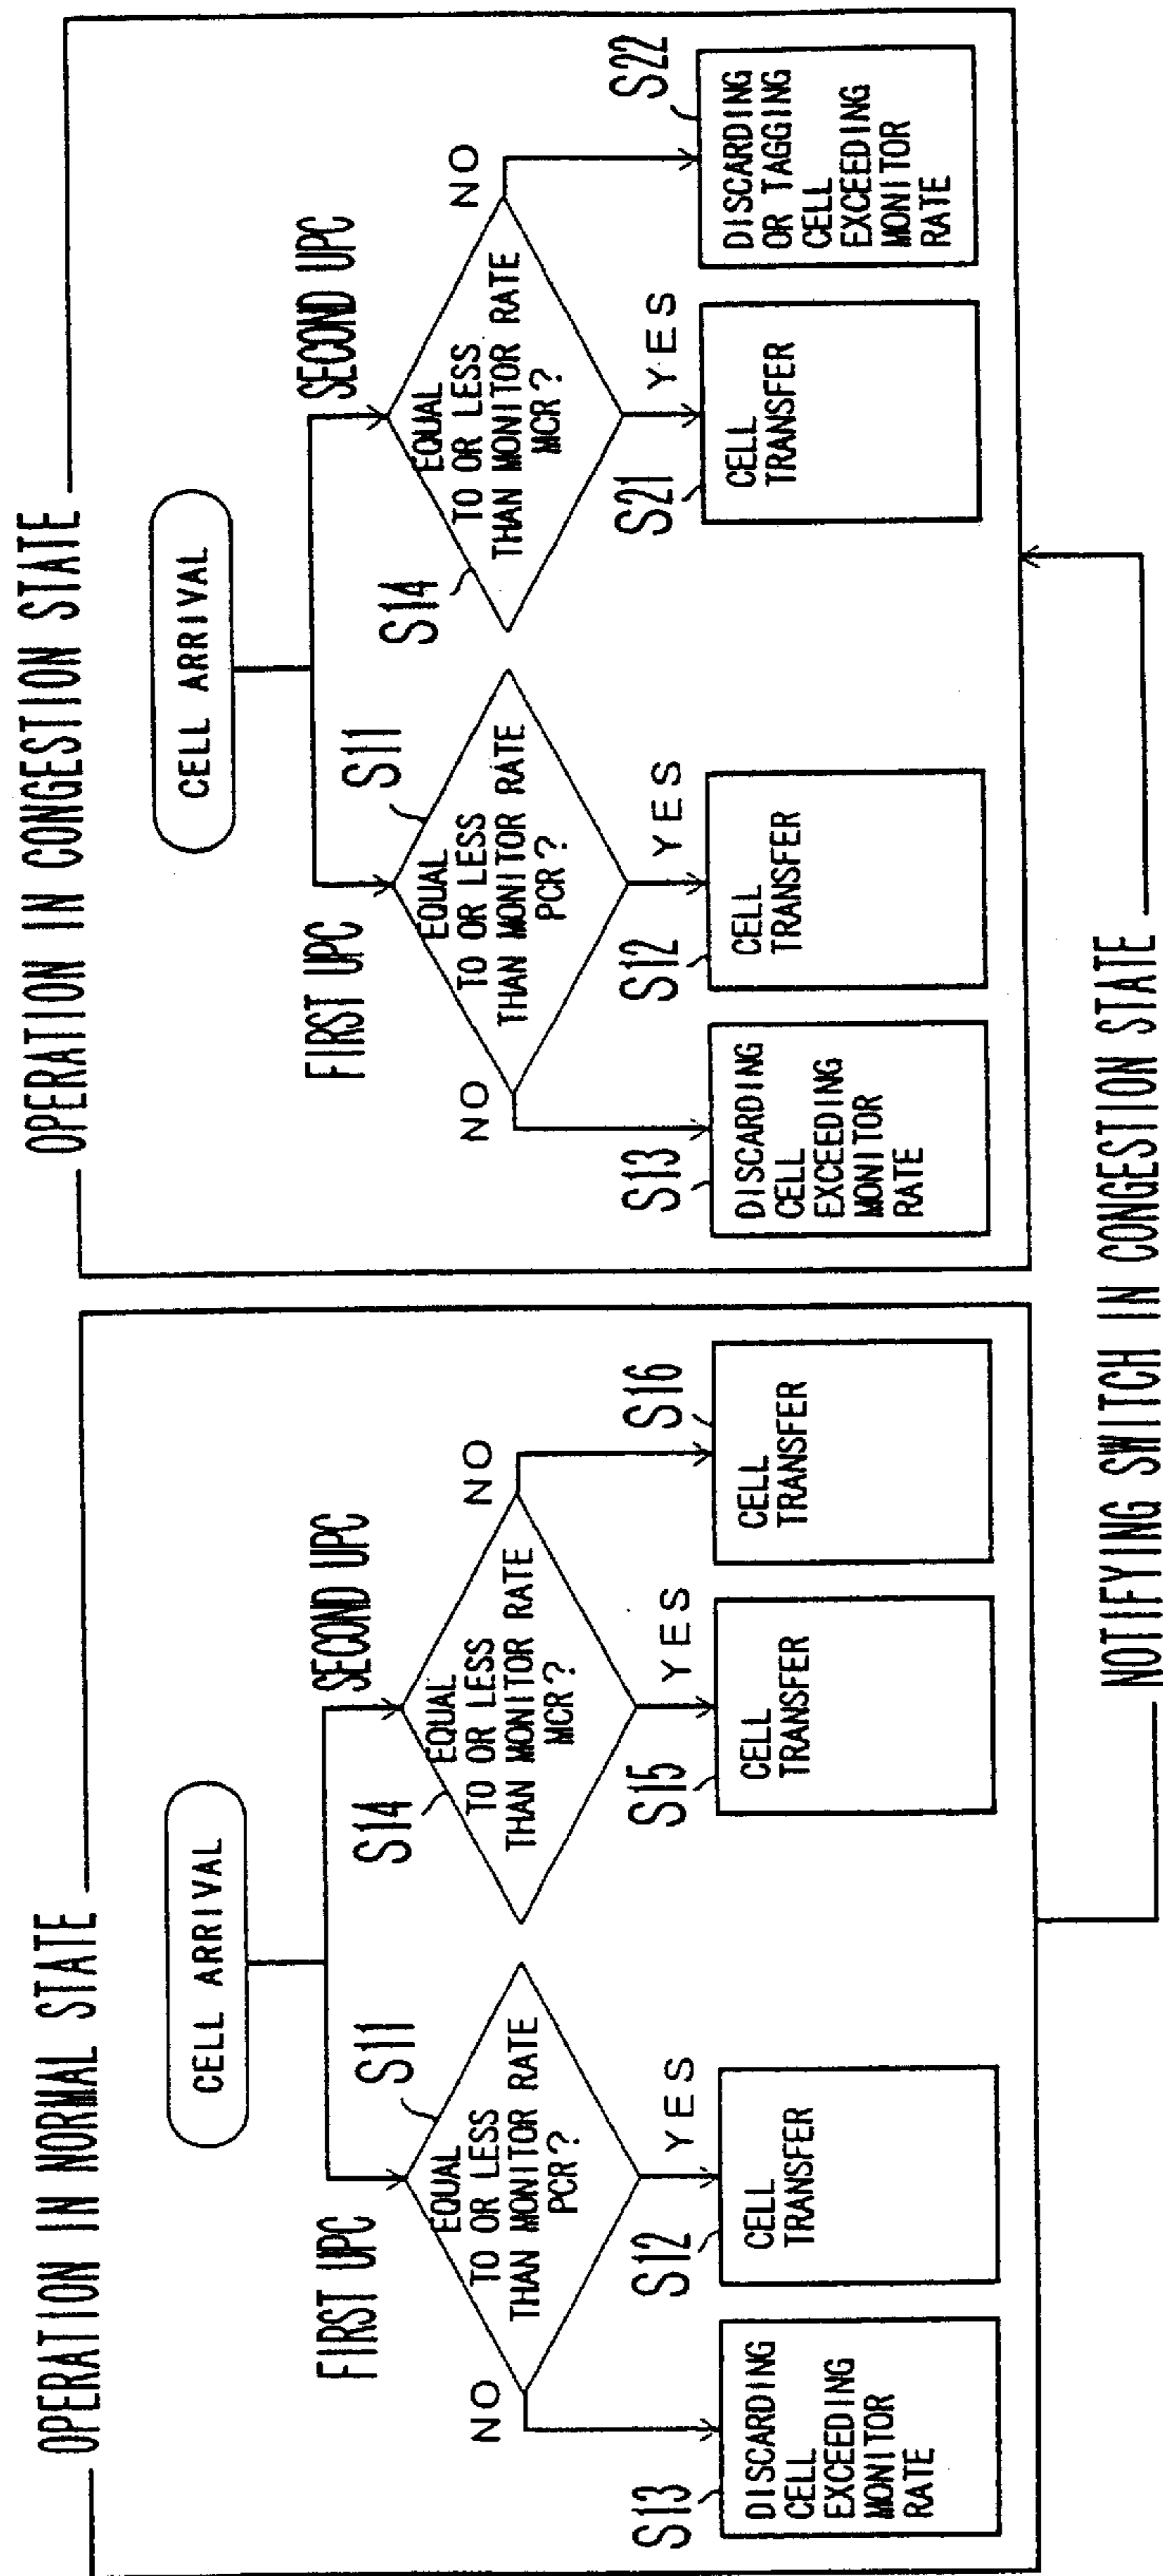 OPERATION IN NORMAL STATE
CELL ARRIVAL
FIRST UPC
SECOND UPC
S11
EQUAL
TO OR LESS
THAN MONITOR RATE
PCR?
S14
EQUAL
TO OR LESS
THAN MONITOR RATE
MCR?
NO
YES
YES
NO
S13
DISCARDING
CELL
EXCEEDING
MONITOR
RATE
S12
CELL
TRANSFER
S15
CELL
TRANSFER
S16
CELL
TRANSFER
OPERATION IN CONGESTION STATE
CELL ARRIVAL
FIRST UPC
SECOND UPC
S11
EQUAL
TO OR LESS
THAN MONITOR RATE
PCR?
S14
EQUAL
TO OR LESS
THAN MONITOR RATE
MCR?
NO
YES
YES
NO
S13
DISCARDING
CELL
EXCEEDING
MONITOR
RATE
S12
CELL
TRANSFER
S21
CELL
TRANSFER
S22
DISCARDING
OR TAGGING
CELL
EXCEEDING
MONITOR
RATE
NOTIFYING SWITCH IN CONGESTION STATE